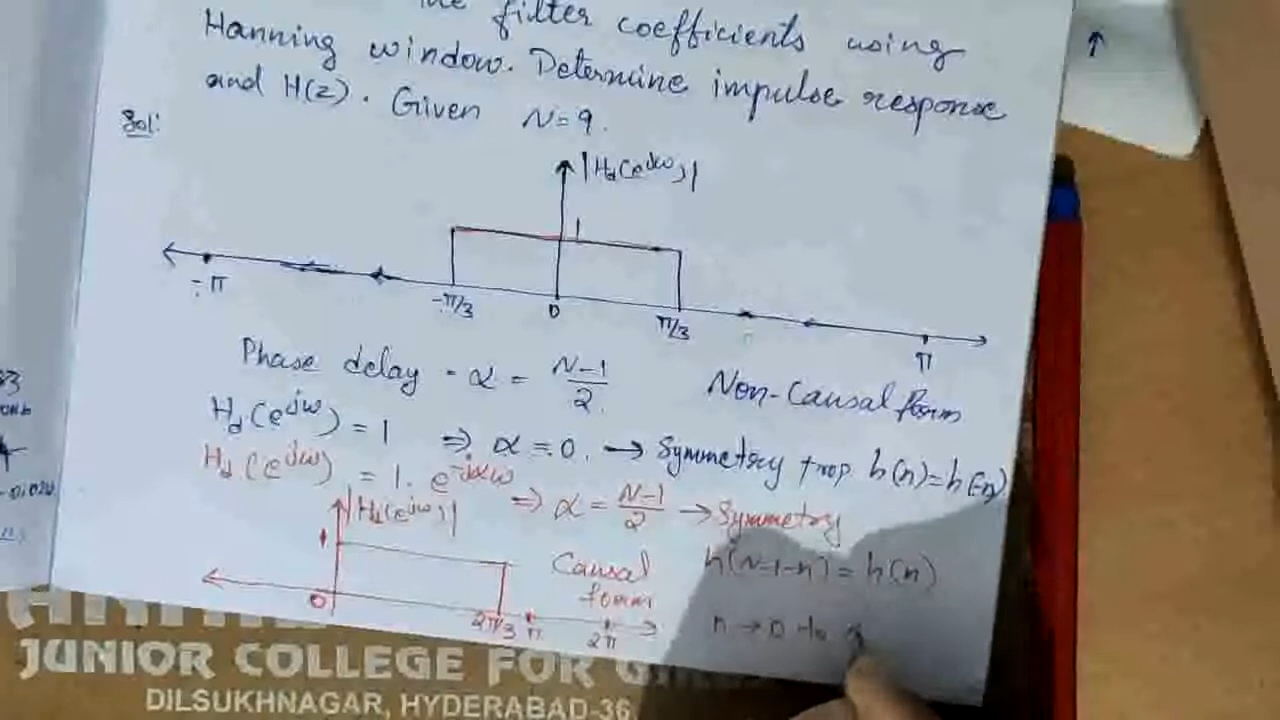 filter coefficients using
Hanning window. Determine impulse response
and H(z). Given N=9.
Sol:
|Hd(e^jω)|
1
-π
-π/3
0
π/3
π
Phase delay - α = (N-1)/2
Non-Causal form
Hd(e^jω) = 1 ⇒ α = 0. → Symmetry prop h(n)=h(-n)
Hd(e^jω) = 1. e^-jαω ⇒ α = (N-1)/2 → Symmetry
|Hd(e^jω)|
1
Causal
form
h(N-1-n) = h(n)
0
2π/3
π
2π
n → 0 to
JUNIOR COLLEGE FOR
DILSUKHNAGAR, HYDERABAD-36.